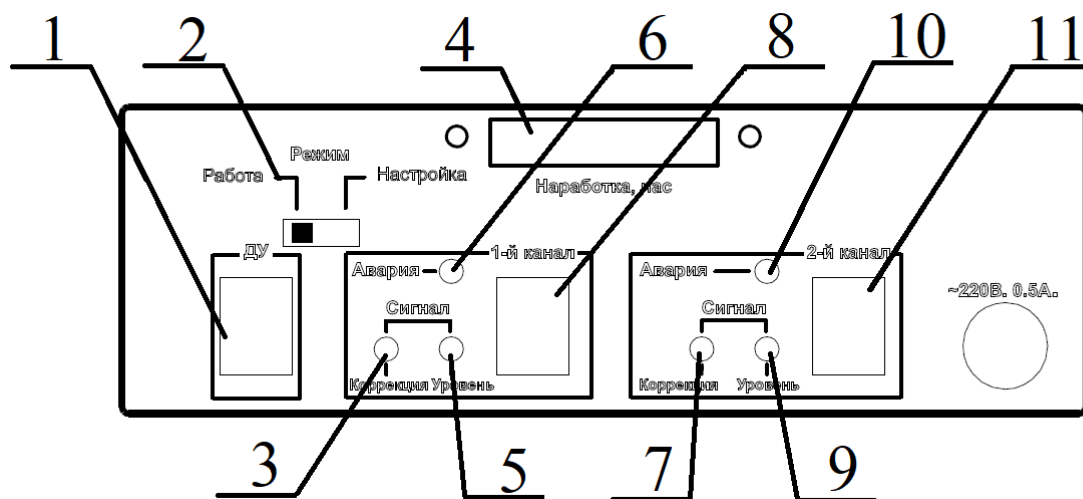 1 2 4 6 8 10 11
Режим
Работа Настройка
Наработка, час
ДУ 1-й канал 2-й канал
Авария Авария
~220В. 0.5А.
Сигнал Сигнал
Коррекция Уровень Коррекция Уровень
3 5 7 9